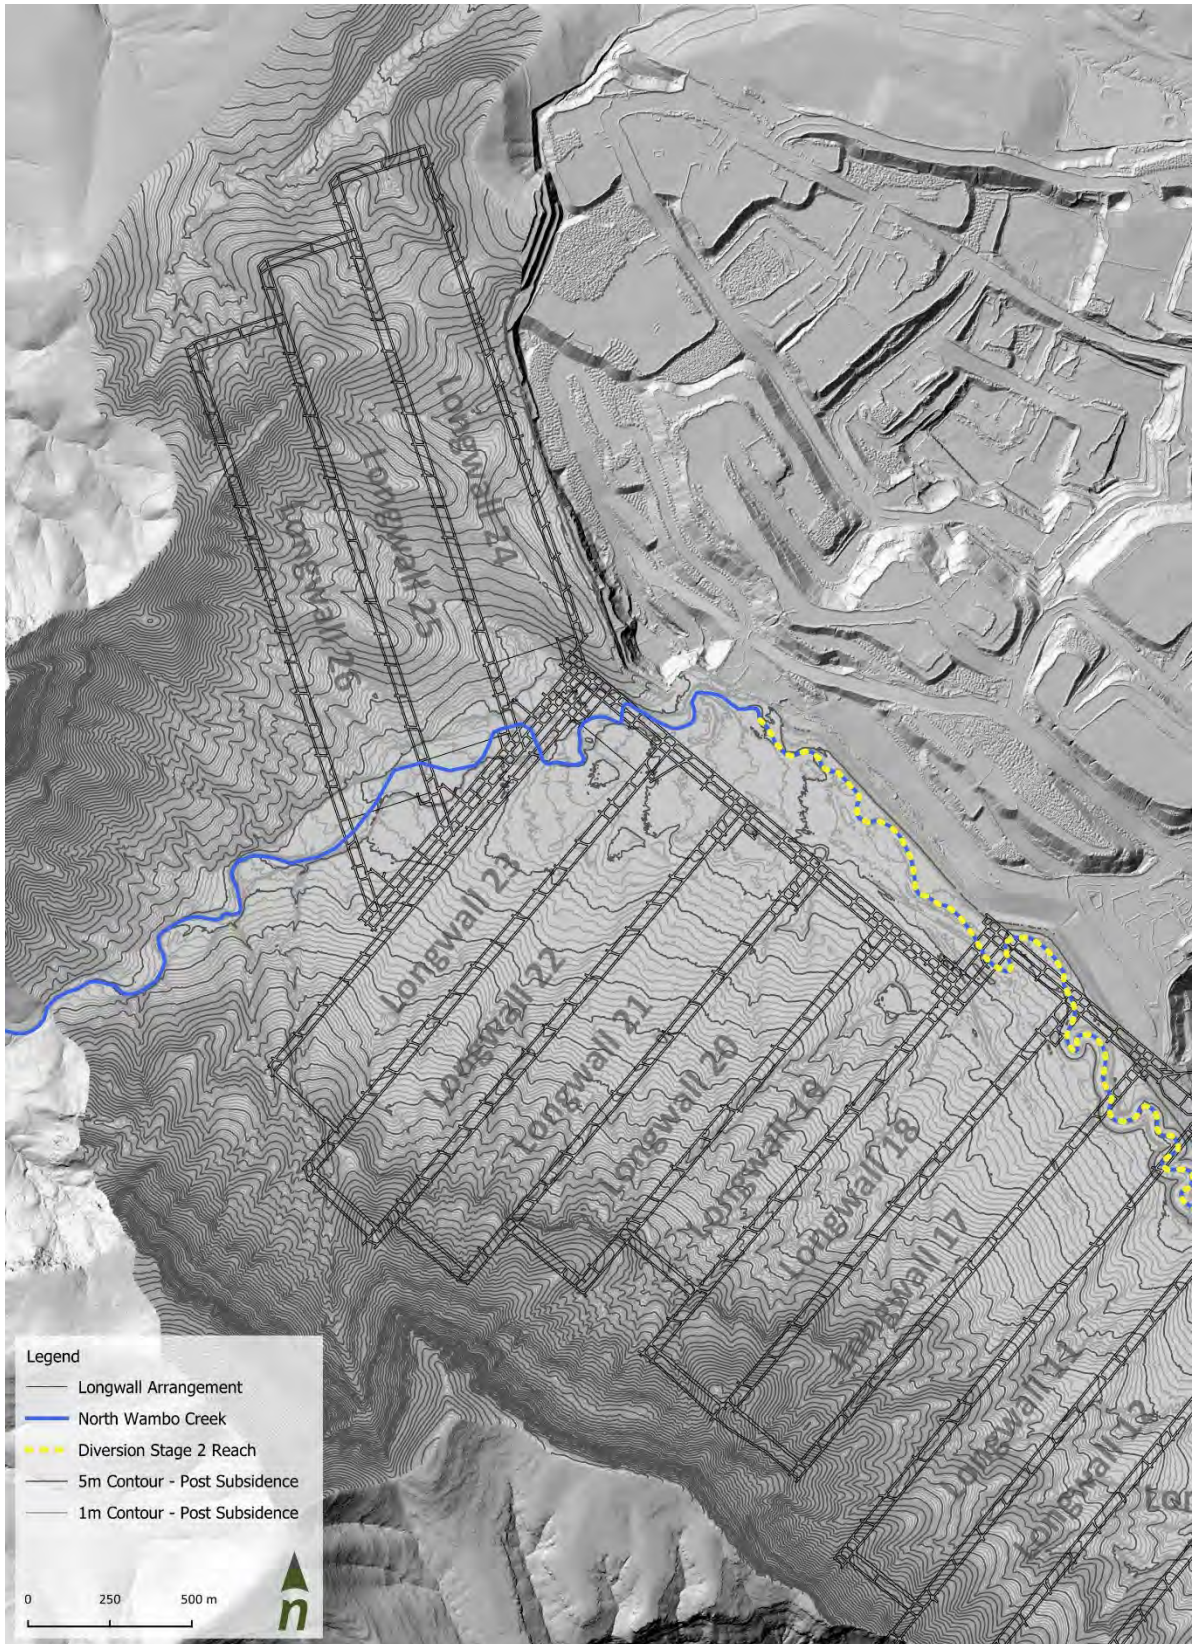 Longwall 24
Longwall 25
Longwall 26
Longwall 23
Longwall 22
Longwall 21
Longwall 20
Longwall 19
Longwall 18
Longwall 17
Longwall 11
Longwall 12
Legend
Longwall Arrangement
North Wambo Creek
Diversion Stage 2 Reach
5m Contour - Post Subsidence
1m Contour - Post Subsidence
0 250 500 m
n